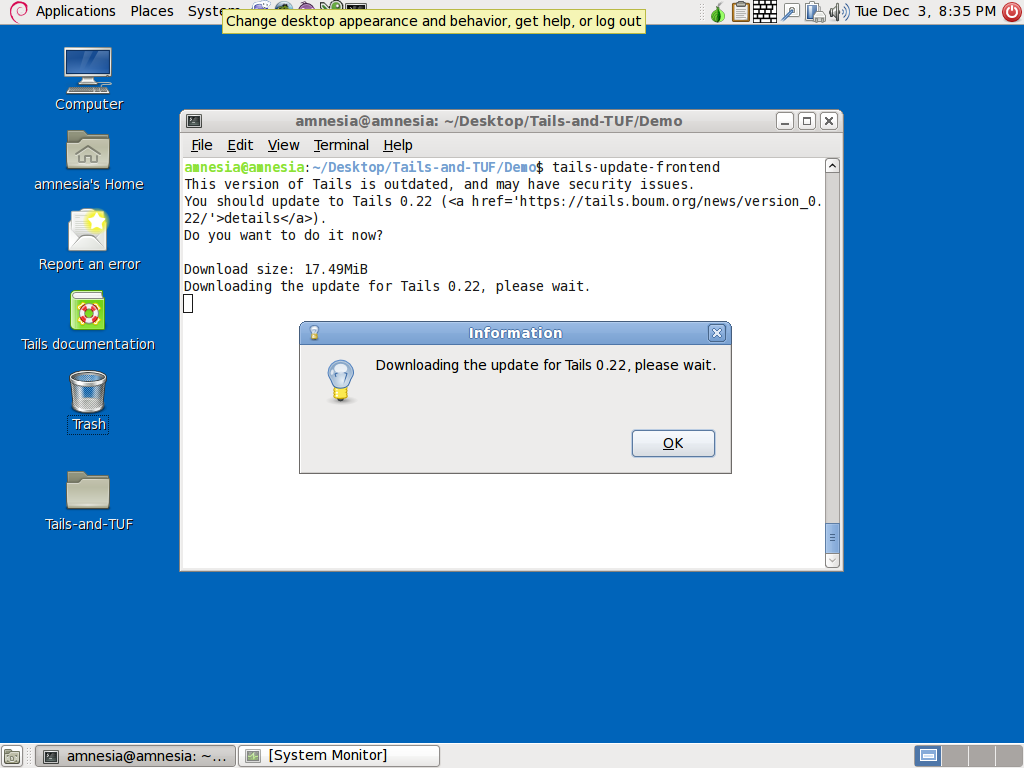 Applications Places System
Tue Dec 3, 8:35 PM
Change desktop appearance and behavior, get help, or log out
Computer
amnesia's Home
Report an error
Tails documentation
Trash
Tails-and-TUF
amnesia@amnesia: ~/Desktop/Tails-and-TUF/Demo
File Edit View Terminal Help
amnesia@amnesia:~/Desktop/Tails-and-TUF/Demo$ tails-update-frontend
This version of Tails is outdated, and may have security issues.
You should update to Tails 0.22 (<a href='https://tails.boum.org/news/version_0.
22/'>details</a>).
Do you want to do it now?
Download size: 17.49MiB
Downloading the update for Tails 0.22, please wait.
Information
Downloading the update for Tails 0.22, please wait.
OK
amnesia@amnesia: ~...
[System Monitor]